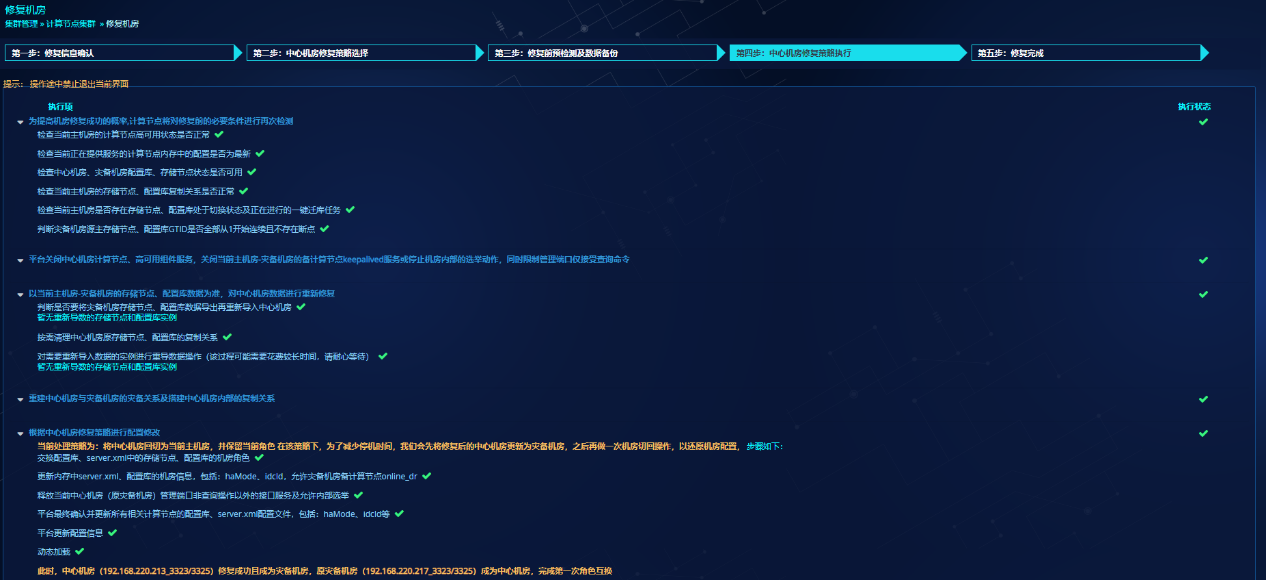 修复机房
集群管理 » 计算节点集群 » 修复机房
第一步：修复信息确认
第二步：中心机房修复策略选择
第三步：修复前预检测及数据备份
第四步：中心机房修复策略执行
第五步：修复完成
提示： 操作途中禁止退出当前界面
执行项
执行状态
为提高机房修复成功的概率,计算节点将对修复前的必要条件进行再次检测
检查当前主机房的计算节点高可用状态是否正常
检查当前正在提供服务的计算节点内存中的配置是否为最新
检查中心机房、灾备机房配置库、存储节点状态是否可用
检查当前主机房的存储节点、配置库复制关系是否正常
检查当前主机房是否存在存储节点、配置库处于切换状态及正在进行的一键迁库任务
判断灾备机房源主存储节点、配置库GTID是否全部从1开始连续且不存在断点
平台关闭中心机房计算节点、高可用组件服务，关闭当前主机房-灾备机房的备计算节点keepalived服务或停止机房内部的选举动作，同时限制管理端口仅接受查询命令
以当前主机房-灾备机房的存储节点、配置库数据为准，对中心机房数据进行重新修复
判断是否要将灾备机房存储节点、配置库数据导出再重新导入中心机房
暂无重新导数的存储节点和配置库实例
按需清理中心机房原存储节点、配置库的复制关系
对需要重新导入数据的实例进行重导数据操作（该过程可能需要花费较长时间，请耐心等待）
暂无重新导数的存储节点和配置库实例
重建中心机房与灾备机房的灾备关系及搭建中心机房内部的复制关系
根据中心机房修复策略进行配置修改
当前处理策略为：将中心机房回切为当前主机房，并保留当前角色 在该策略下，为了减少停机时间，我们会先将修复后的中心机房更新为灾备机房，之后再做一次机房切回操作，以还原机房配置， 步骤如下：
交换配置库、server.xml中的存储节点、配置库的机房角色
更新内存中server.xml、配置库的机房信息，包括：haMode、idcid，允许灾备机房备计算节点online_dr
释放当前中心机房（原灾备机房）管理端口非查询操作以外的接口服务及允许内部选举
平台最终确认并更新所有相关计算节点的配置库、server.xml配置文件，包括：haMode、idcId等
平台更新配置信息
动态加载
此时，中心机房（192.168.220.213_3323/3325）修复成功且成为灾备机房，原灾备机房（192.168.220.217_3323/3325）成为中心机房，完成第一次角色互换